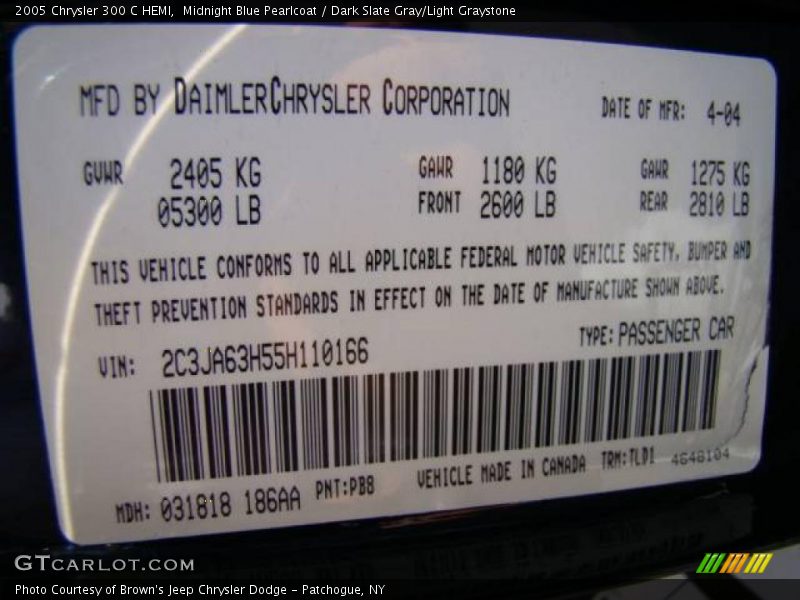 2005 Chrysler 300 C HEMI,  Midnight Blue Pearlcoat / Dark Slate Gray/Light Graystone
MFD BY DAIMLERCHRYSLER CORPORATION DATE OF MFR: 4-04
GVWR 2405 KG GAWR 1180 KG GAWR 1275 KG
05300 LB FRONT 2600 LB REAR 2810 LB
THIS VEHICLE CONFORMS TO ALL APPLICABLE FEDERAL MOTOR VEHICLE SAFETY, BUMPER AND
THEFT PREVENTION STANDARDS IN EFFECT ON THE DATE OF MANUFACTURE SHOWN ABOVE.
VIN: 2C3JA63H55H110166 TYPE: PASSENGER CAR
MDH: 031818 186AA PNT:PB8 VEHICLE MADE IN CANADA TRM:TLD1 4648104
GTCARLOT.COM
Photo Courtesy of Brown's Jeep Chrysler Dodge - Patchogue, NY